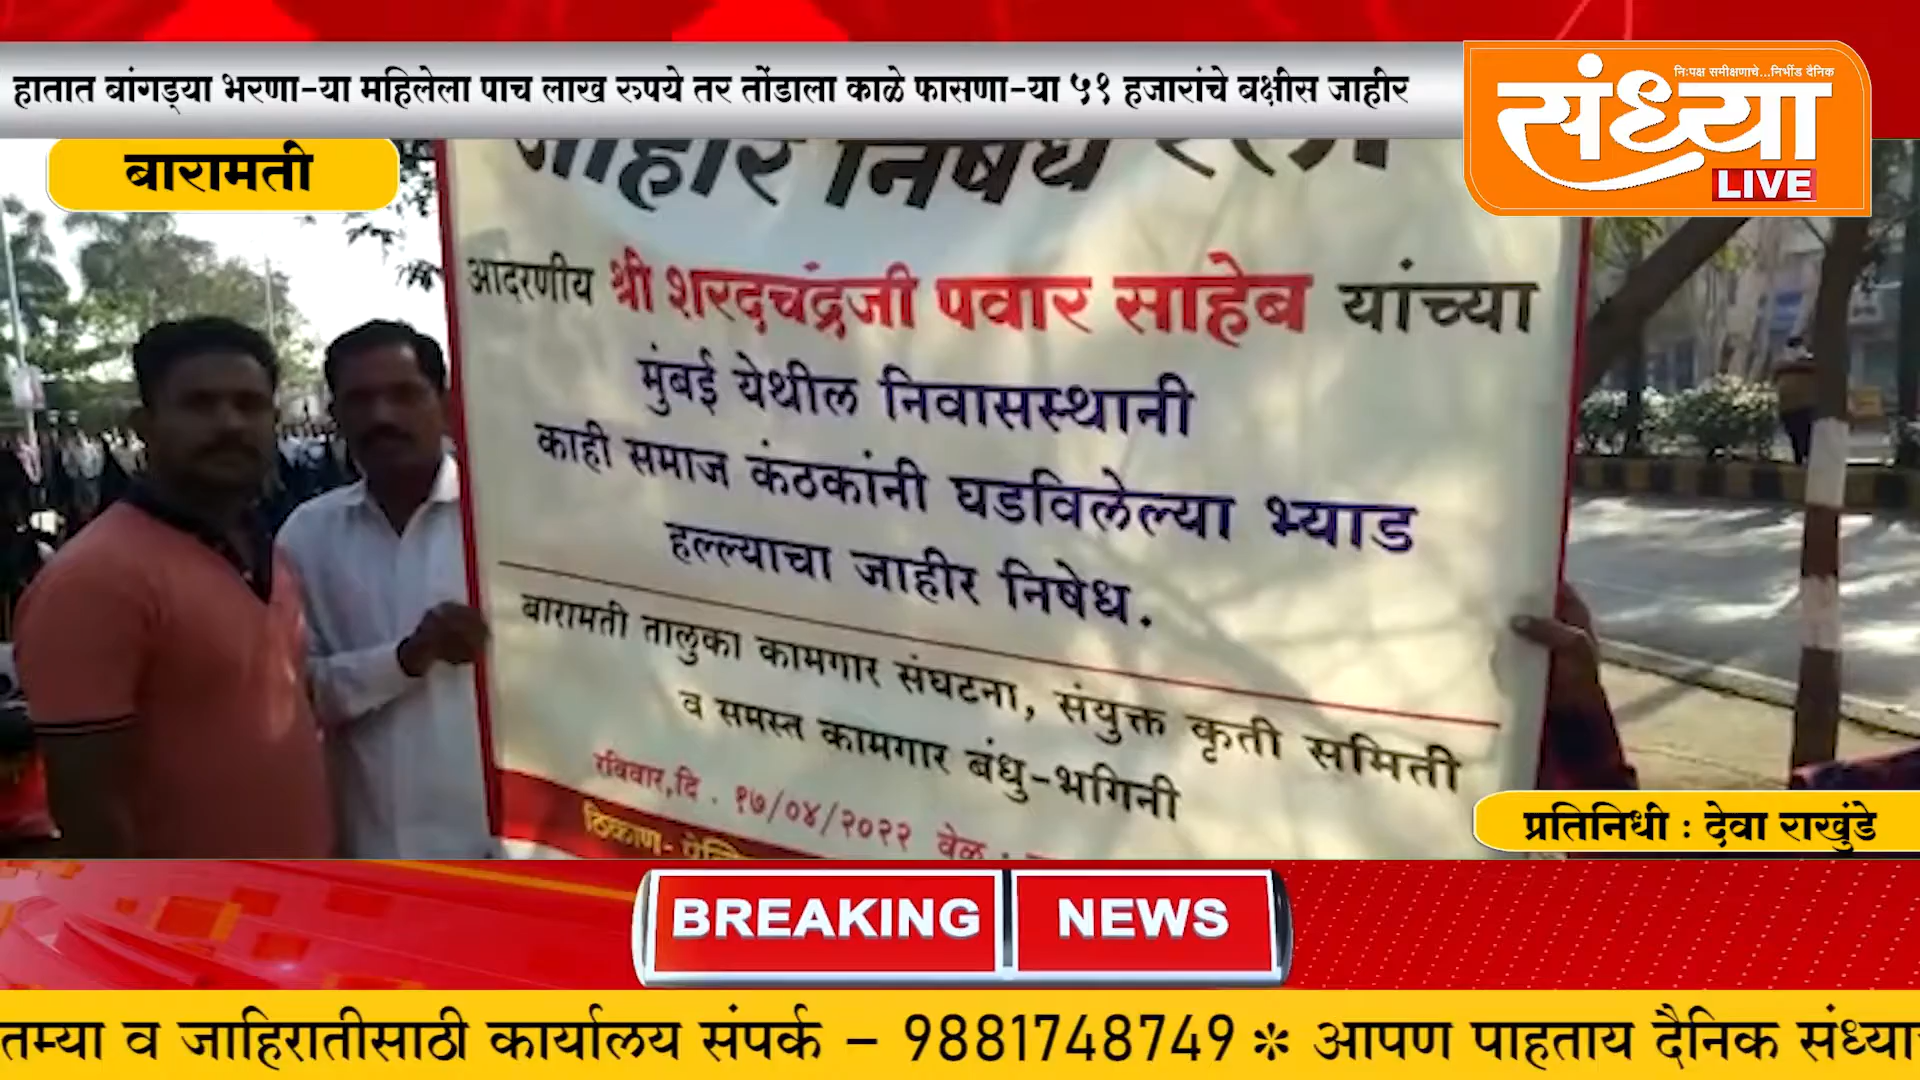 हातात बांगड्या भरणा-या महिलेला पाच लाख रुपये तर तोंडाला काळे फासणा-या ५१ हजारांचे बक्षीस जाहीर
निःपक्ष समीक्षणाचे...निर्भीड दैनिक
संध्या
LIVE
बारामती
जाहीर निषेध
आदरणीय श्री शरदचंद्रजी पवार साहेब यांच्या
मुंबई येथील निवासस्थानी
काही समाज कंठकांनी घडविलेल्या भ्याड
हल्ल्याचा जाहीर निषेध.
बारामती तालुका कामगार संघटना, संयुक्त कृती समिती
व समस्त कामगार बंधु-भगिनी
रविवार,दि . १७/०४/२०२२ वेळ :
ठिकाण-
प्रतिनिधी : देवा राखुंडे
BREAKING NEWS
तम्या व जाहिरातीसाठी कार्यालय संपर्क – 9881748749 * आपण पाहताय दैनिक संध्या